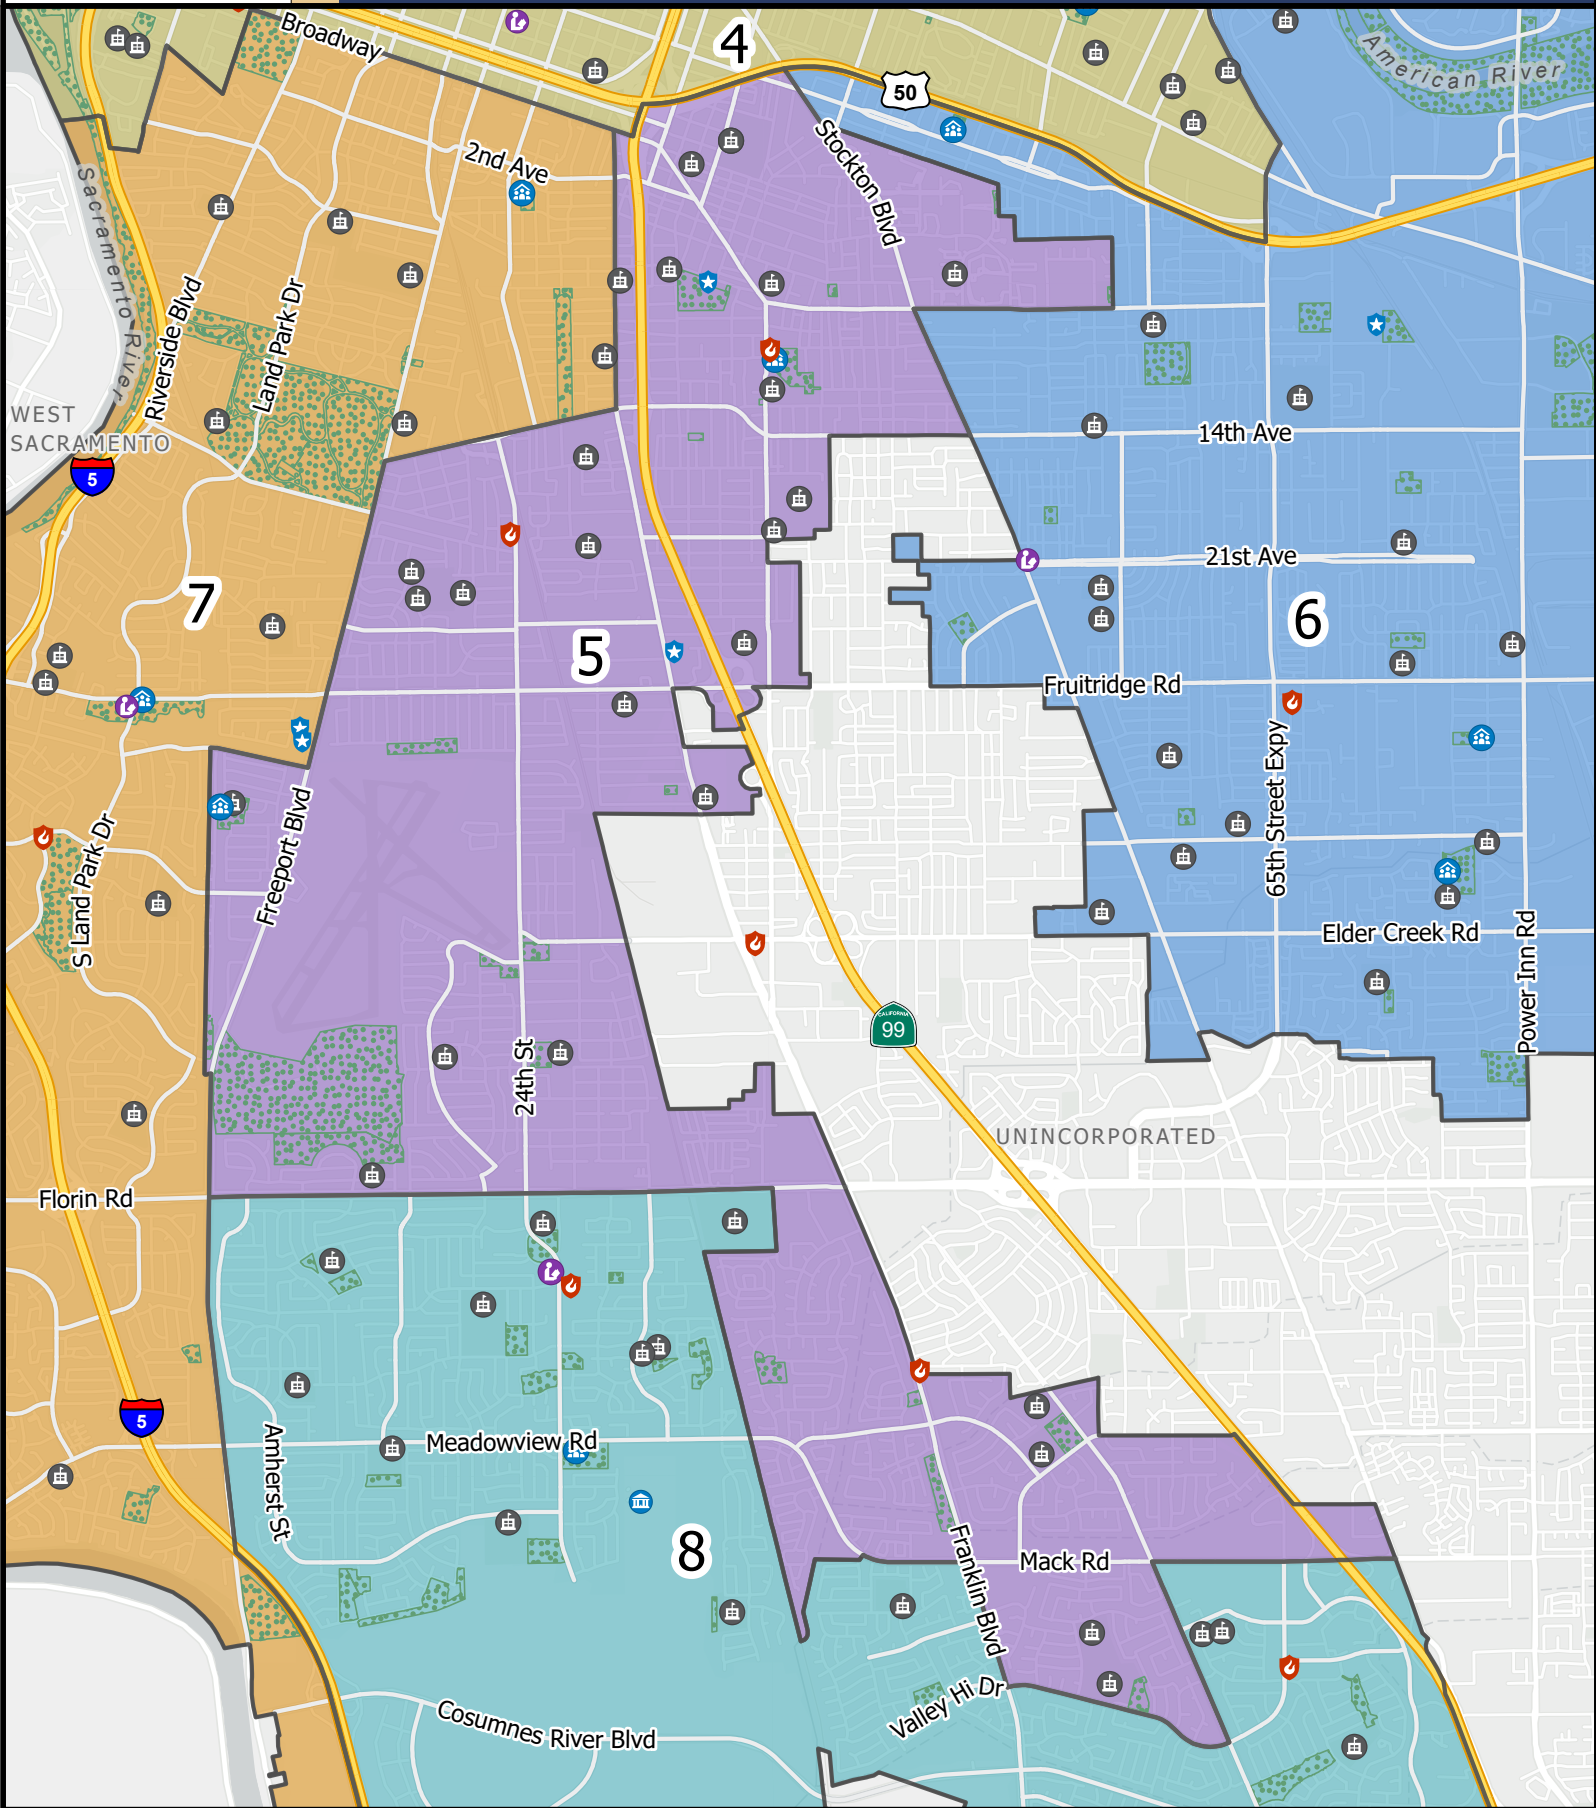 Broadway
4
American River
50
2nd Ave
Stockton Blvd
Sacramento River
Riverside Blvd
Land Park Dr
WEST
SACRAMENTO
5
14th Ave
21st Ave
7
5
6
Fruitridge Rd
65th Street Expy
Freeport Blvd
S Land Park Dr
Elder Creek Rd
Power Inn Rd
CALIFORNIA
99
24th St
UNINCORPORATED
Florin Rd
5
Amherst St
Meadowview Rd
8
Franklin Blvd
Mack Rd
Valley Hi Dr
Cosumnes River Blvd